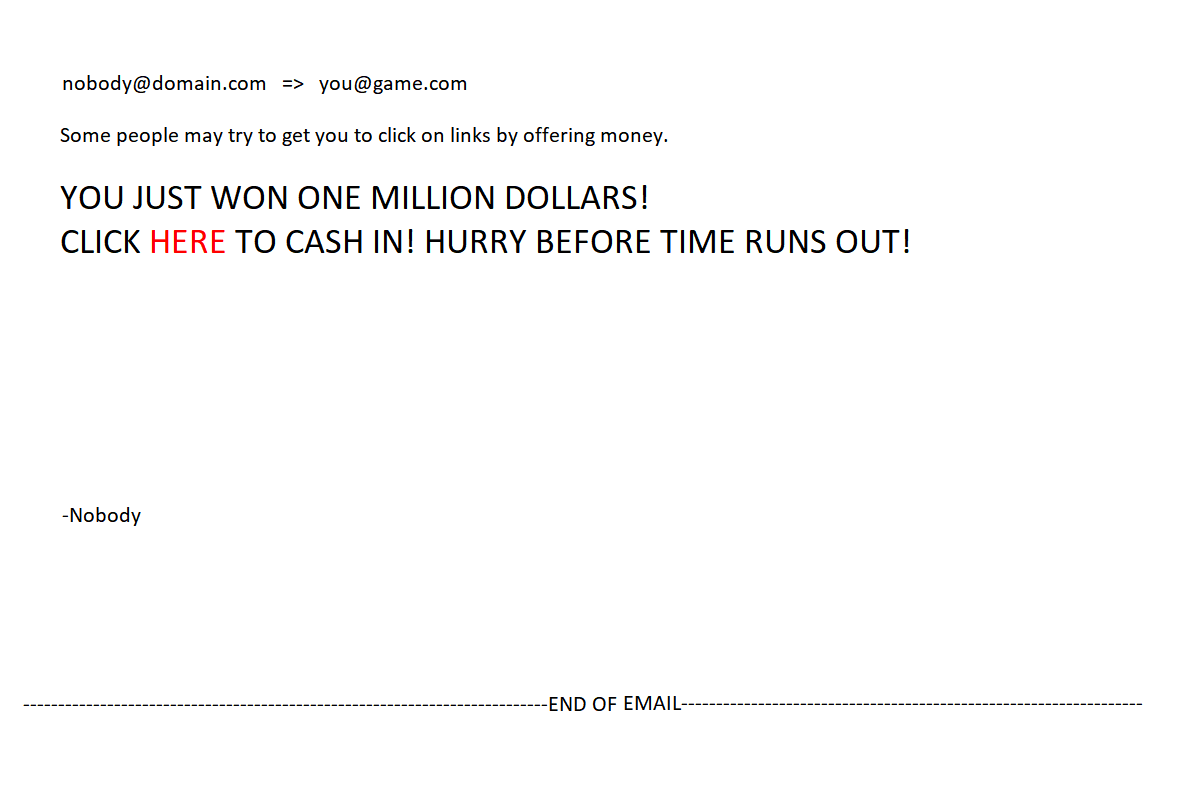 nobody@domain.com => you@game.com
Some people may try to get you to click on links by offering money.
YOU JUST WON ONE MILLION DOLLARS!
CLICK HERE TO CASH IN! HURRY BEFORE TIME RUNS OUT!
-Nobody
---------------------------------------------------------------------------END OF EMAIL------------------------------------------------------------------